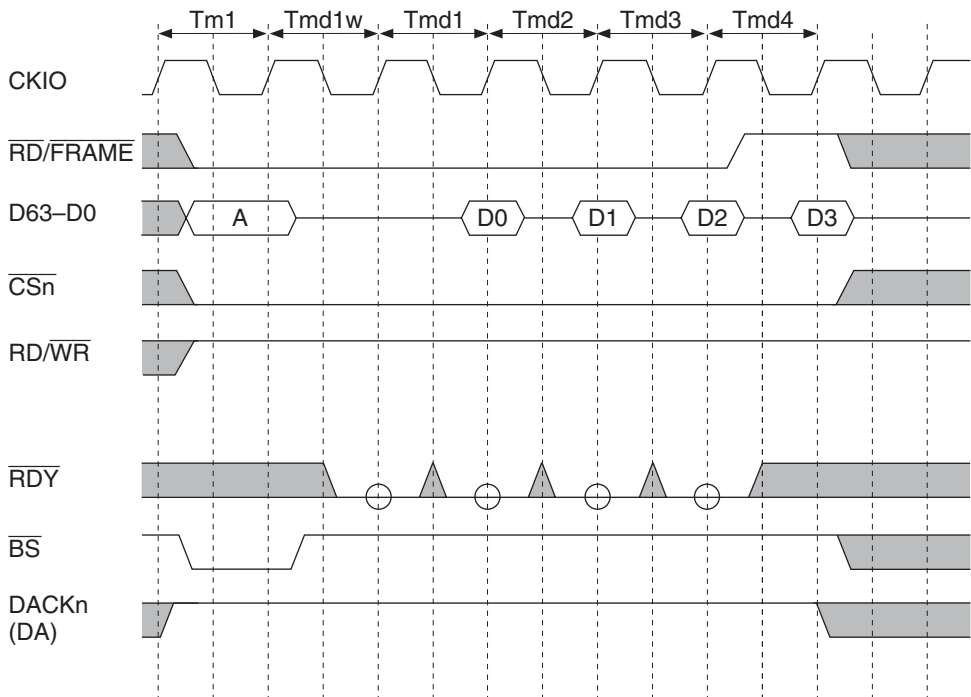 Tm1 Tmd1w Tmd1 Tmd2 Tmd3 Tmd4
CKIO
RD/FRAME
D63–D0 A D0 D1 D2 D3
CSn
RD/WR
RDY
BS
DACKn
(DA)